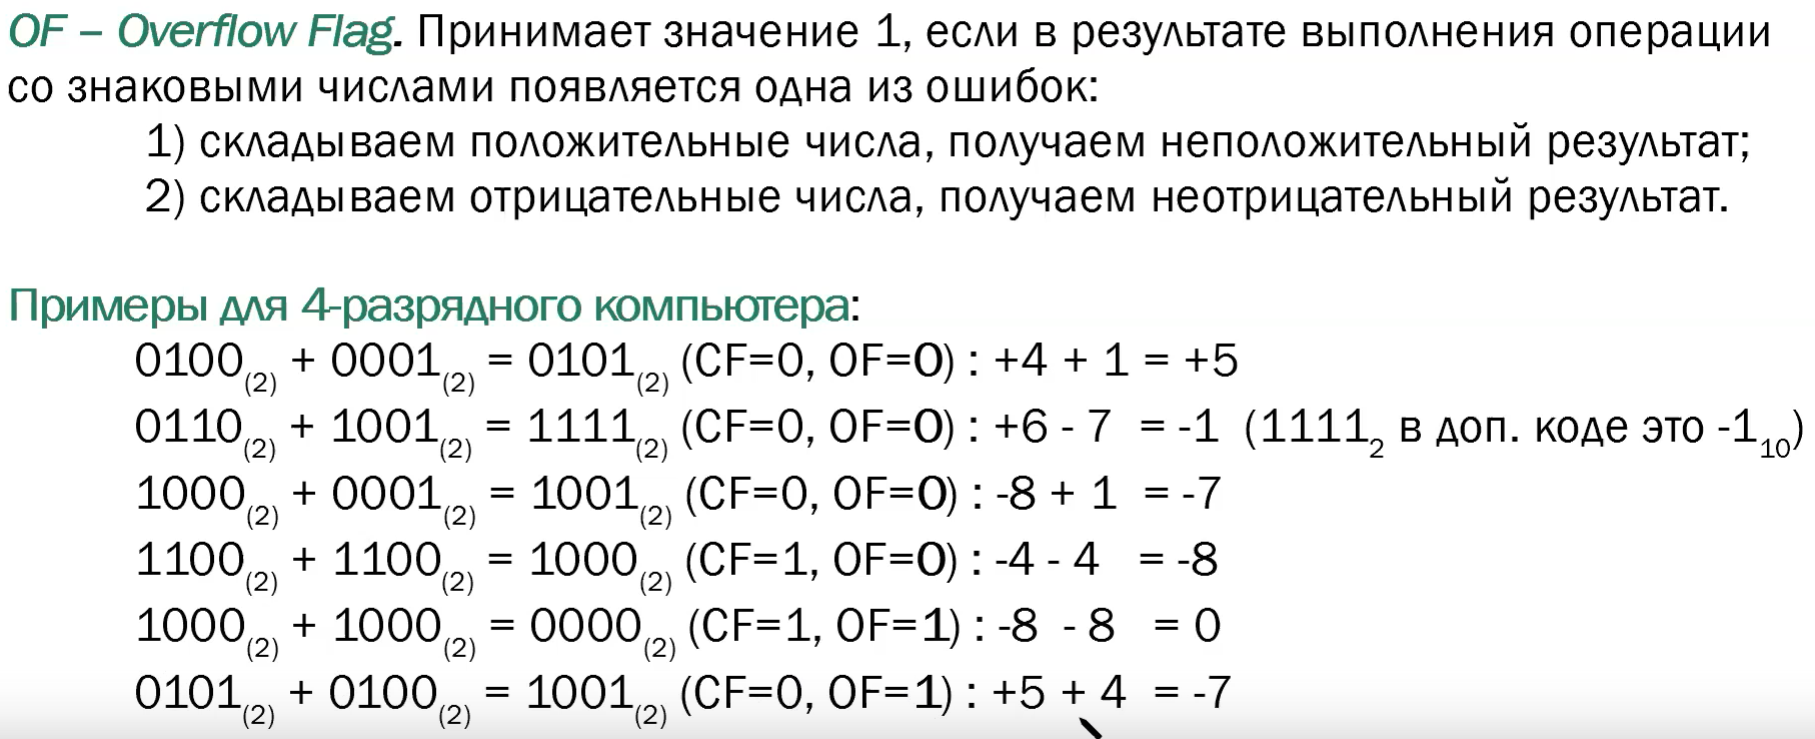 OF – Overflow Flag. Принимает значение 1, если в результате выполнения операции
со знаковыми числами появляется одна из ошибок:
1) складываем положительные числа, получаем неположительный результат;
2) складываем отрицательные числа, получаем неотрицательный результат.
Примеры для 4-разрядного компьютера:
0100(2) + 0001(2) = 0101(2) (CF=0, OF=0) : +4 + 1 = +5
0110(2) + 1001(2) = 1111(2) (CF=0, OF=0) : +6 - 7 = -1 (1111₂ в доп. коде это -1₁₀)
1000(2) + 0001(2) = 1001(2) (CF=0, OF=0) : -8 + 1 = -7
1100(2) + 1100(2) = 1000(2) (CF=1, OF=0) : -4 - 4 = -8
1000(2) + 1000(2) = 0000(2) (CF=1, OF=1) : -8 - 8 = 0
0101(2) + 0100(2) = 1001(2) (CF=0, OF=1) : +5 + 4 = -7